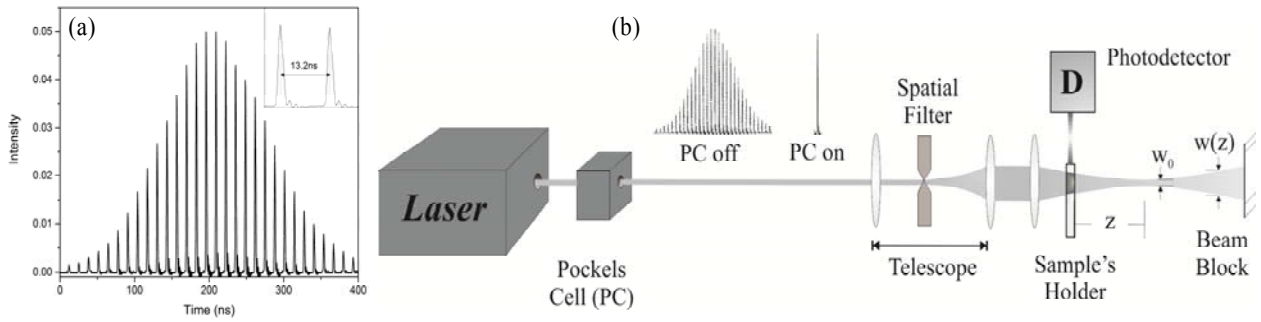 (a)
0.05
0.04
0.03
0.02
0.01
0.00
Intensity
0
100
200
300
400
Time (ns)
13.2ns
(b)
PC off
PC on
Laser
Pockels
Cell (PC)
Spatial
Filter
Telescope
D
Photodetector
W0
w(z)
z
Sample's
Holder
Beam
Block